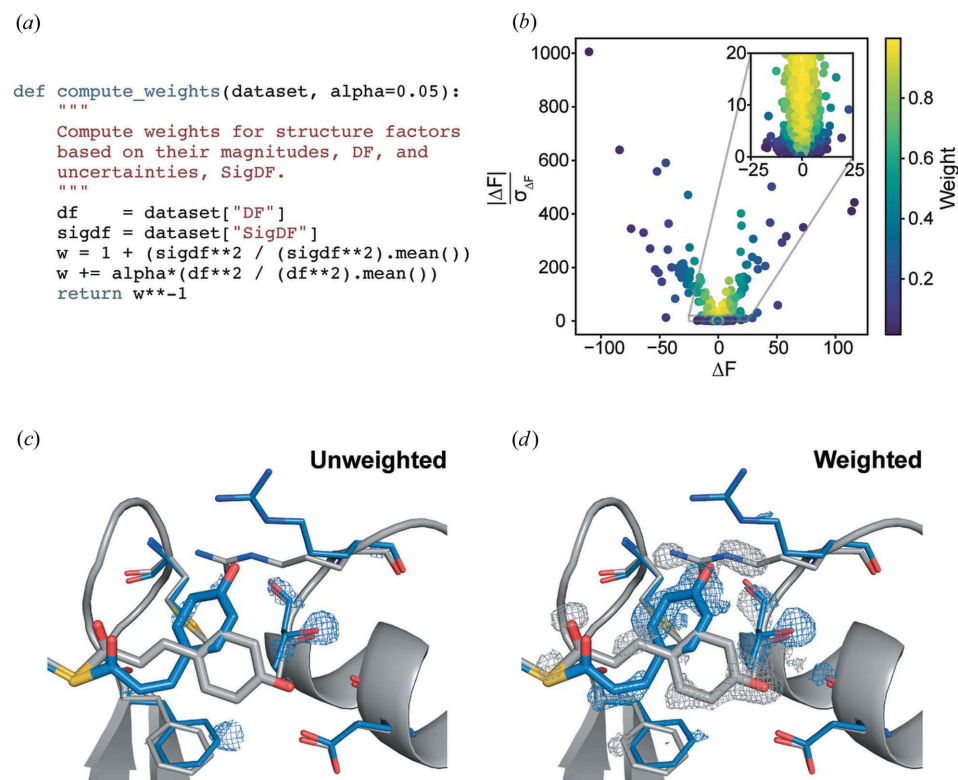 (a)
def compute_weights(dataset, alpha=0.05):
"""
Compute weights for structure factors
based on their magnitudes, DF, and
uncertainties, SigDF.
"""
df = dataset["DF"]
sigdf = dataset["SigDF"]
w = 1 + (sigdf**2 / (sigdf**2).mean())
w += alpha*(df**2 / (df**2).mean())
return w**-1
(b)
1000
800
600
400
200
0
|ΔF|
σΔF
−100
−50
0
50
100
ΔF
20
10
0
−25
0
25
0.8
0.6
0.4
0.2
Weight
(c)
Unweighted
(d)
Weighted